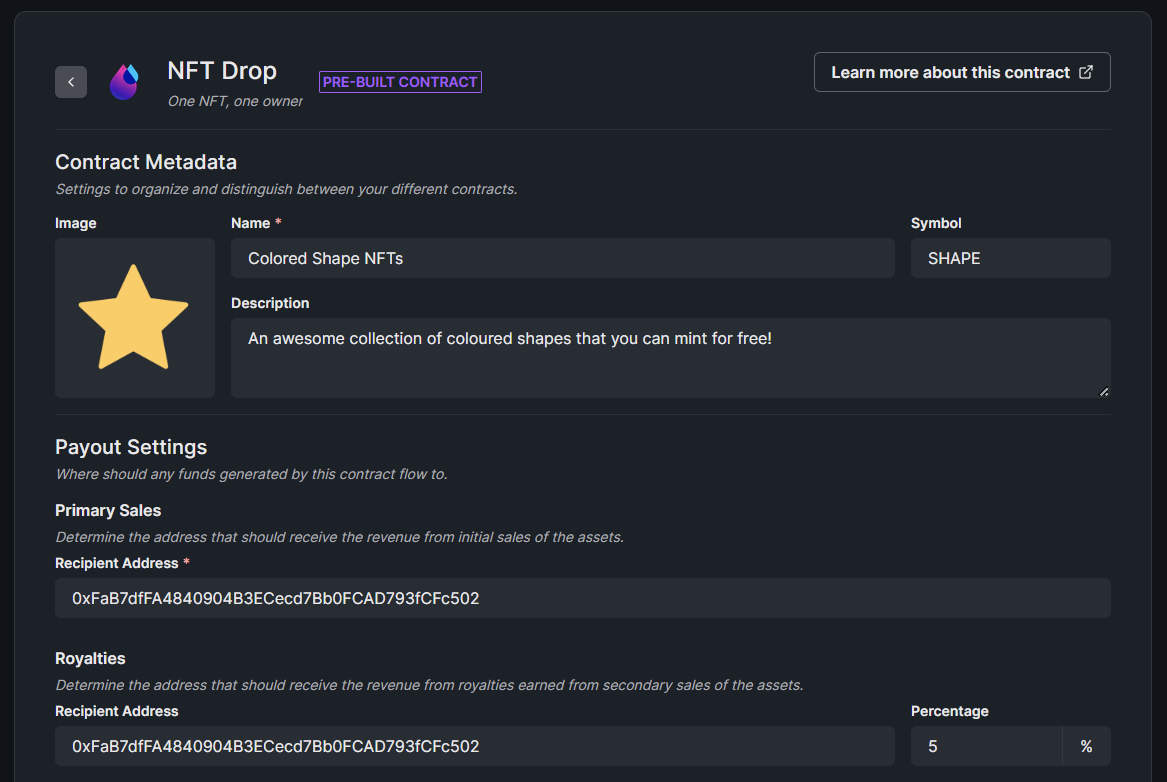 NFT Drop
One NFT, one owner
PRE-BUILT CONTRACT
Learn more about this contract
Contract Metadata
Settings to organize and distinguish between your different contracts.
Image
Name *
Symbol
Colored Shape NFTs
SHAPE
Description
An awesome collection of coloured shapes that you can mint for free!
Payout Settings
Where should any funds generated by this contract flow to.
Primary Sales
Determine the address that should receive the revenue from initial sales of the assets.
Recipient Address *
0xFaB7dfFA4840904B3ECecd7Bb0FCAD793fCFc502
Royalties
Determine the address that should receive the revenue from royalties earned from secondary sales of the assets.
Recipient Address
Percentage
0xFaB7dfFA4840904B3ECecd7Bb0FCAD793fCFc502
5
%